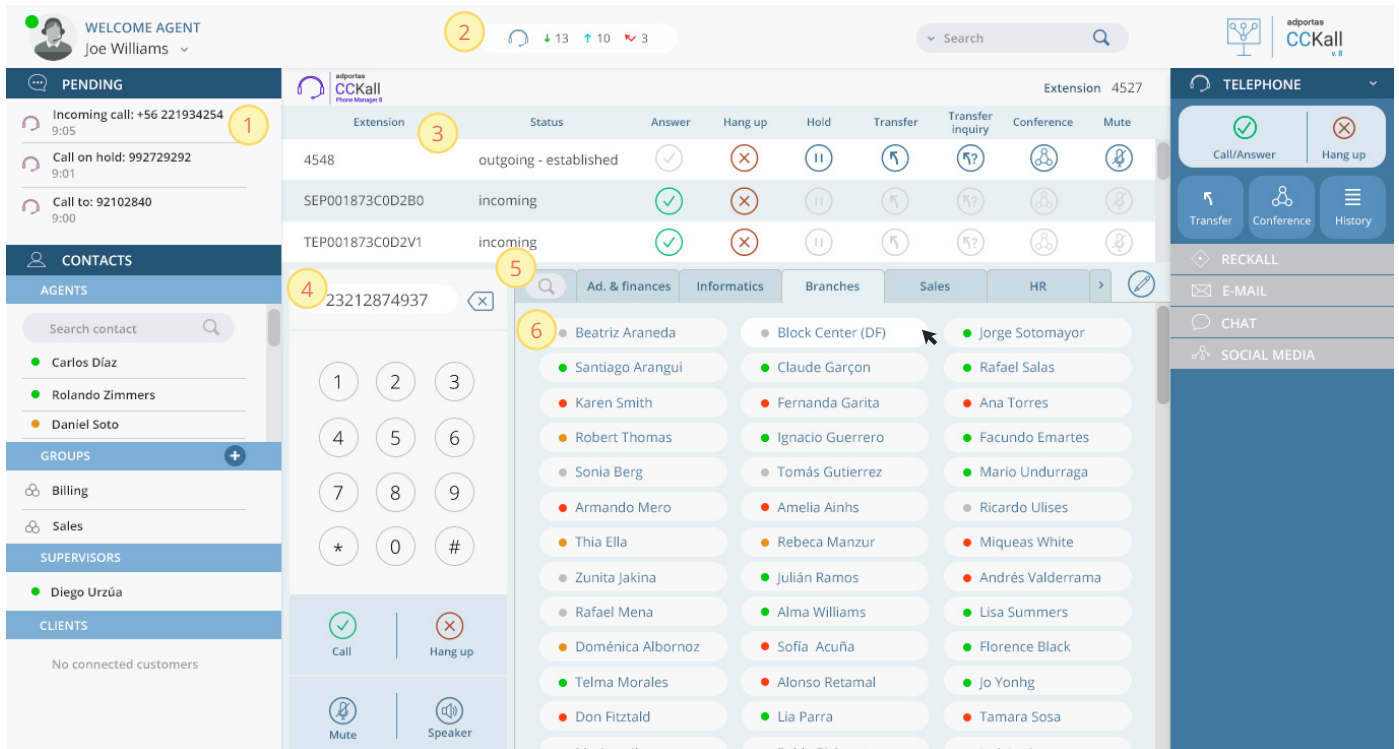 WELCOME AGENT
Joe Williams
2
13 10 3
Search
adportas
CCKall
v. 8
PENDING
Incoming call: +56 221934254
9:05
1
Call on hold: 992729292
9:01
Call to: 92102840
9:00
CONTACTS
AGENTS
Search contact
Carlos Díaz
Rolando Zimmers
Daniel Soto
GROUPS
Billing
Sales
SUPERVISORS
Diego Urzúa
CLIENTS
No connected customers
adportas
CCKall
Phone Manager 8
Extension 4527
Extension Status Answer Hang up Hold Transfer Transfer inquiry Conference Mute
3
4548 outgoing - established
SEP001873C0D2B0 incoming
TEP001873C0D2V1 incoming
4
23212874937
1 2 3
4 5 6
7 8 9
* 0 #
Call Hang up
Mute Speaker
5
Ad. & finances Informatics Branches Sales HR >
6
Beatriz Araneda Block Center (DF) Jorge Sotomayor
Santiago Arangui Claude Garçon Rafael Salas
Karen Smith Fernanda Garita Ana Torres
Robert Thomas Ignacio Guerrero Facundo Emartes
Sonia Berg Tomás Gutierrez Mario Undurraga
Armando Mero Amelia Ainhs Ricardo Ulises
Thia Ella Rebeca Manzur Miqueas White
Zunita Jakina Julián Ramos Andrés Valderrama
Rafael Mena Alma Williams Lisa Summers
Doménica Albornoz Sofía Acuña Florence Black
Telma Morales Alonso Retamal Jo Yonhg
Don Fitztald Lia Parra Tamara Sosa
TELEPHONE
Call/Answer Hang up
Transfer Conference History
RECKALL
E-MAIL
CHAT
SOCIAL MEDIA